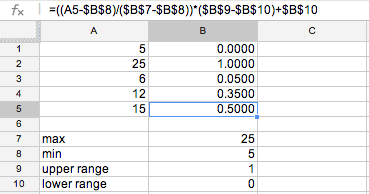 fx =((A5-$B$8)/($B$7-$B$8))*($B$9-$B$10)+$B$10
A B C
1 5 0.0000
2 25 1.0000
3 6 0.0500
4 12 0.3500
5 15 0.5000
6
7 max 25
8 min 5
9 upper range 1
10 lower range 0